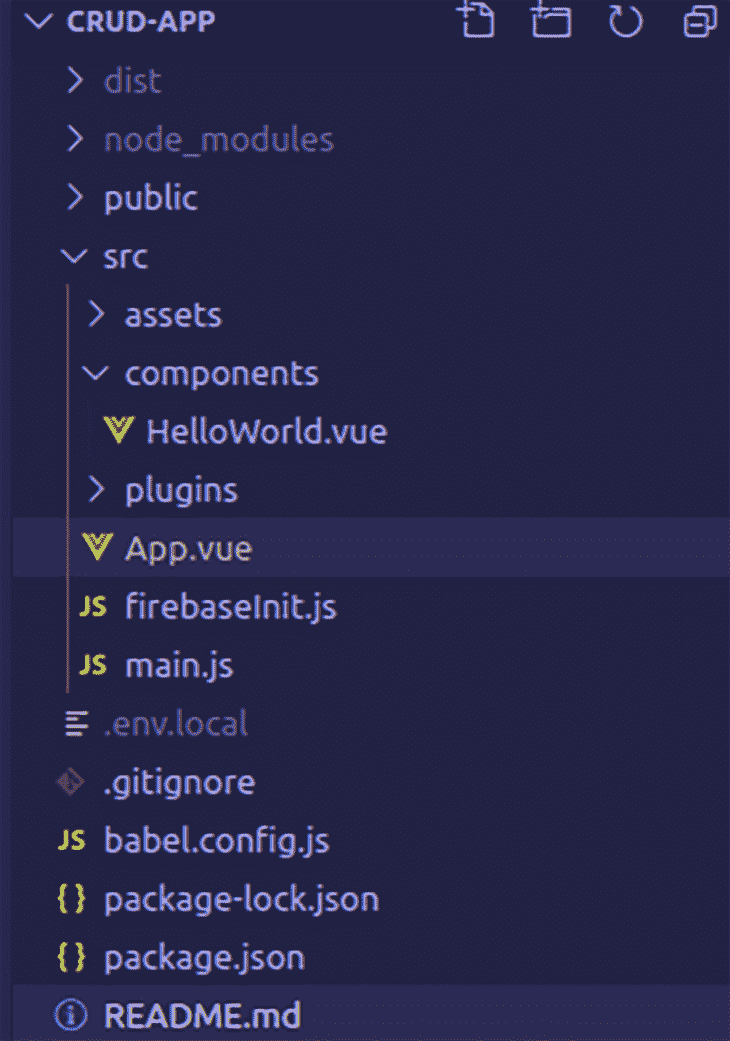 CRUD-APP
dist
node_modules
public
src
assets
components
HelloWorld.vue
plugins
App.vue
JS firebaseInit.js
JS main.js
.env.local
.gitignore
JS babel.config.js
{} package-lock.json
{} package.json
README.md